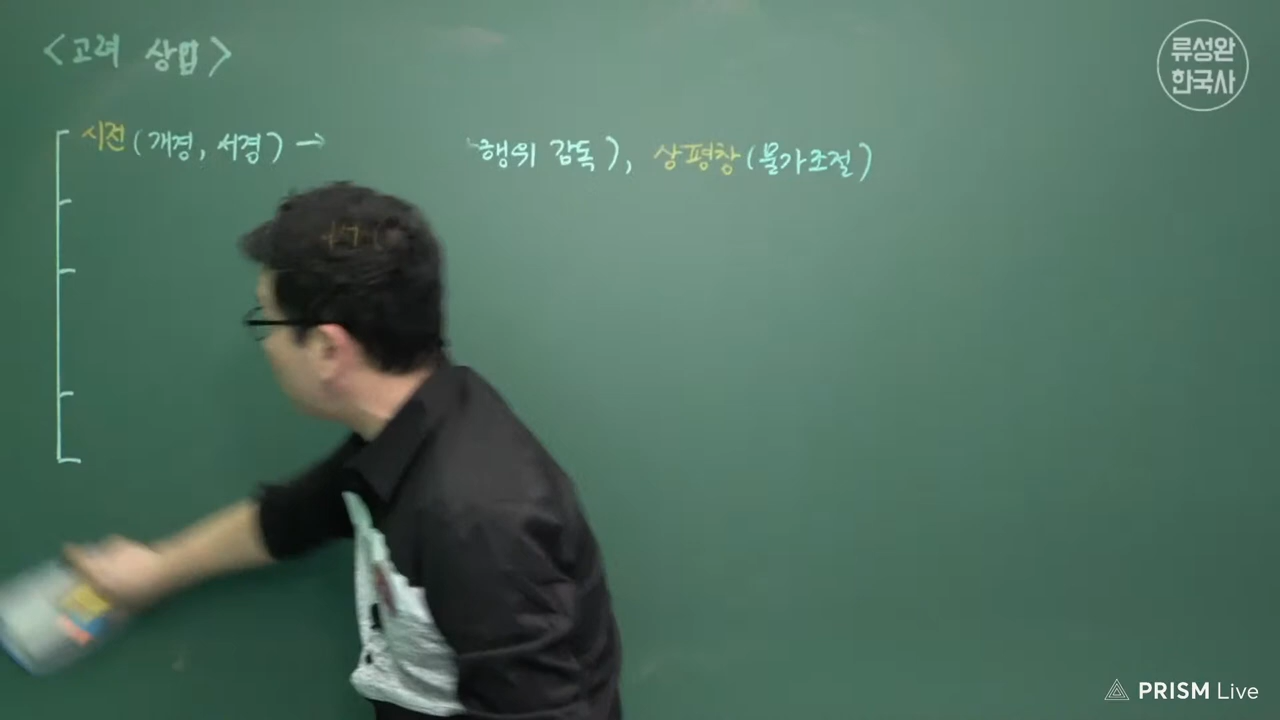 <고려 상업>
시전(개경, 서경) → 행위 감독), 상평창(물가조절)
류성완
한국사
PRISM Live